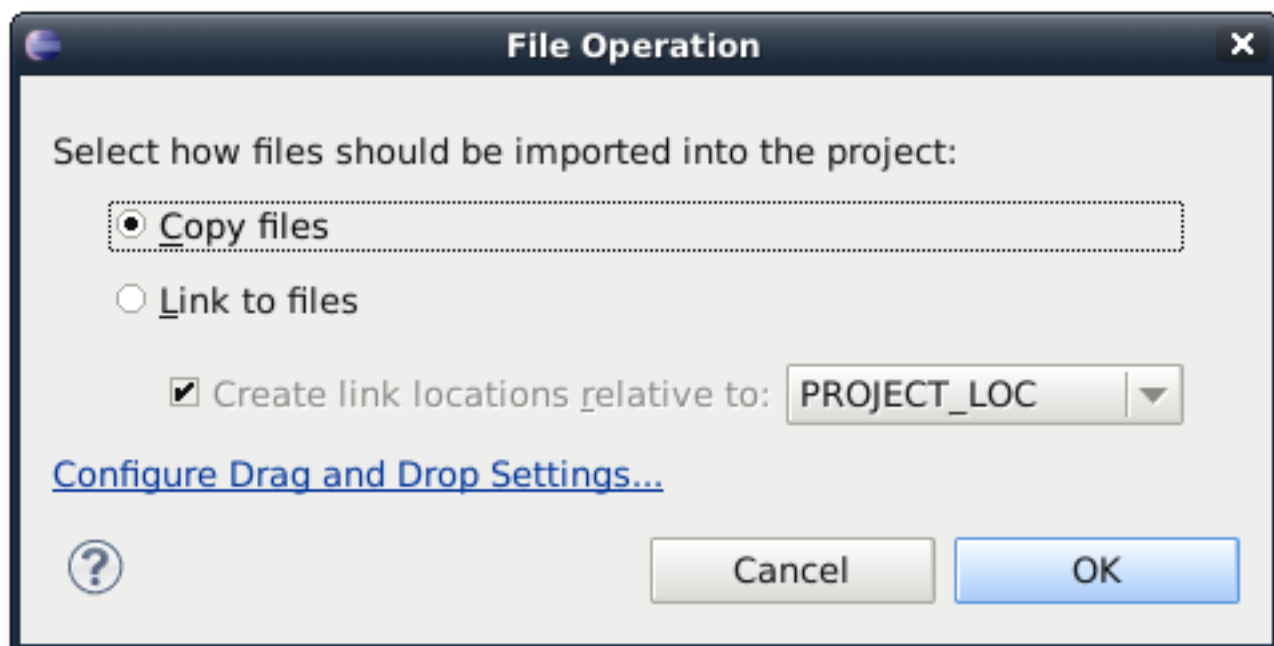 File Operation
Select how files should be imported into the project:
Copy files
Link to files
Create link locations relative to: PROJECT_LOC
Configure Drag and Drop Settings...
?
Cancel OK